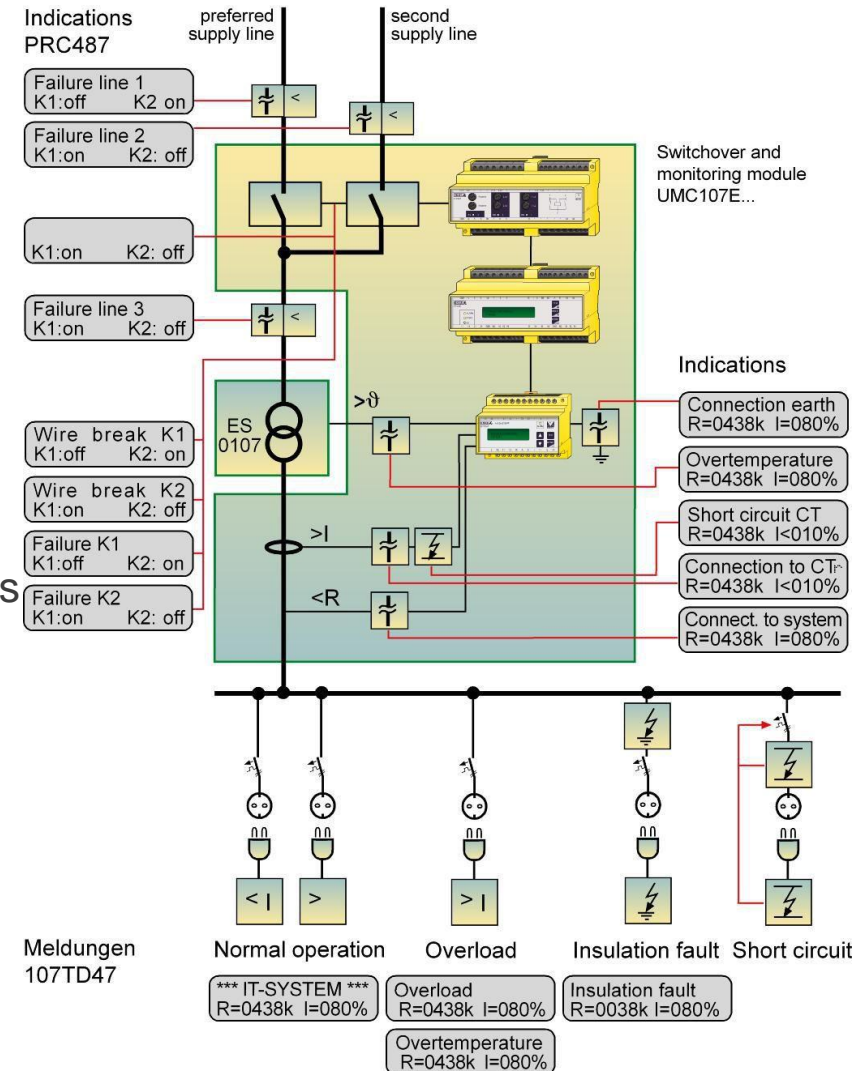 Indications
PRC487
preferred
supply line
second
supply line
Failure line 1
K1:off K2 on
<
Failure line 2
K1:on K2: off
<
Switchover and
monitoring module
UMC107E...
K1:on K2: off
Failure line 3
K1:on K2: off
<
Indications
ES
0107
>ϑ
Connection earth
R=0438k I=080%
Wire break K1
K1:off K2: on
Overtemperature
R=0438k I=080%
Wire break K2
K1:on K2: off
Short circuit CT
R=0438k I<010%
Failure K1
K1:off K2: on
>I
Connection to CT
R=0438k I<010%
s
Failure K2
K1:on K2: off
<R
Connect. to system
R=0438k I=080%
< I
>
> I
Meldungen
107TD47
Normal operation
Overload
Insulation fault
Short circuit
*** IT-SYSTEM ***
R=0438k I=080%
Overload
R=0438k I=080%
Insulation fault
R=0038k I=080%
Overtemperature
R=0438k I=080%